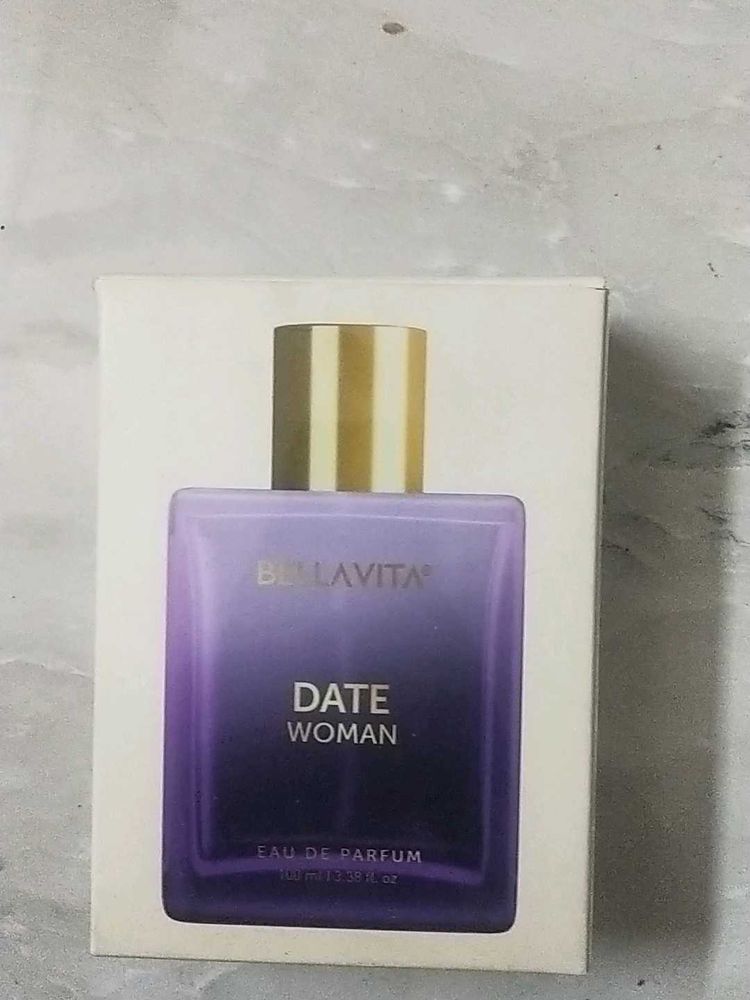 BELLAVITA®
DATE
WOMAN
EAU DE PARFUM
100 ml | 3.38 fl. oz